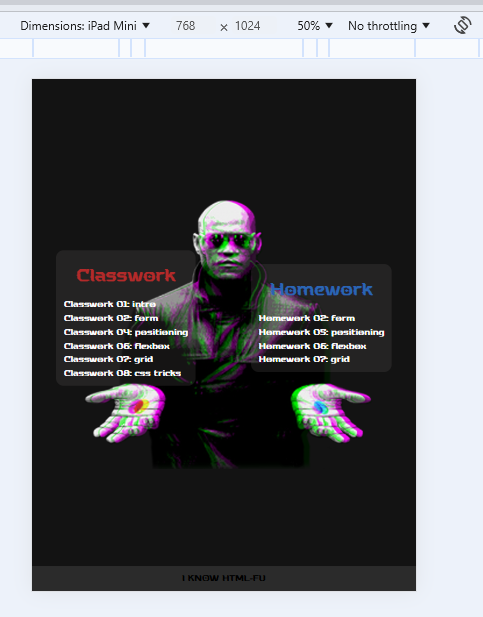 Dimensions: iPad Mini ▼ 768 × 1024 50% ▼ No throttling ▼
Classwork
Classwork 01: intro
Classwork 02: form
Classwork 04: positioning
Classwork 06: flexbox
Classwork 07: grid
Classwork 08: css tricks
Homework
Homework 02: form
Homework 05: positioning
Homework 06: flexbox
Homework 07: grid
I KNOW HTML-FU